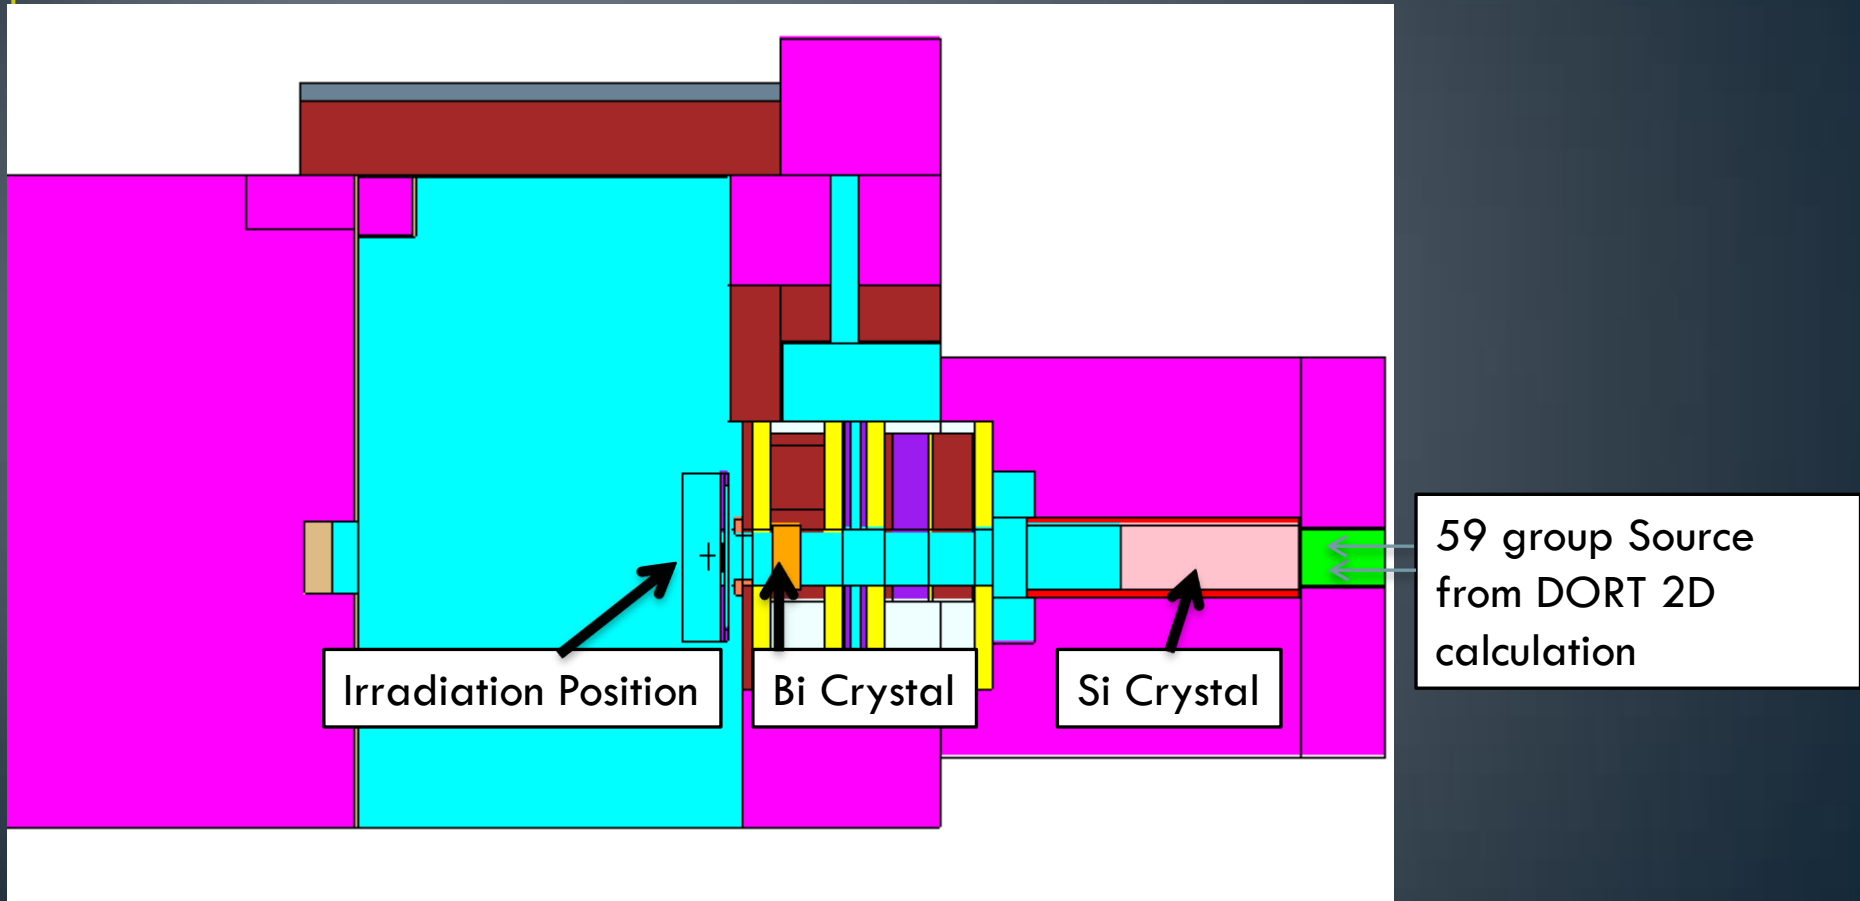 Irradiation Position
Bi Crystal
Si Crystal
59 group Source
from DORT 2D
calculation